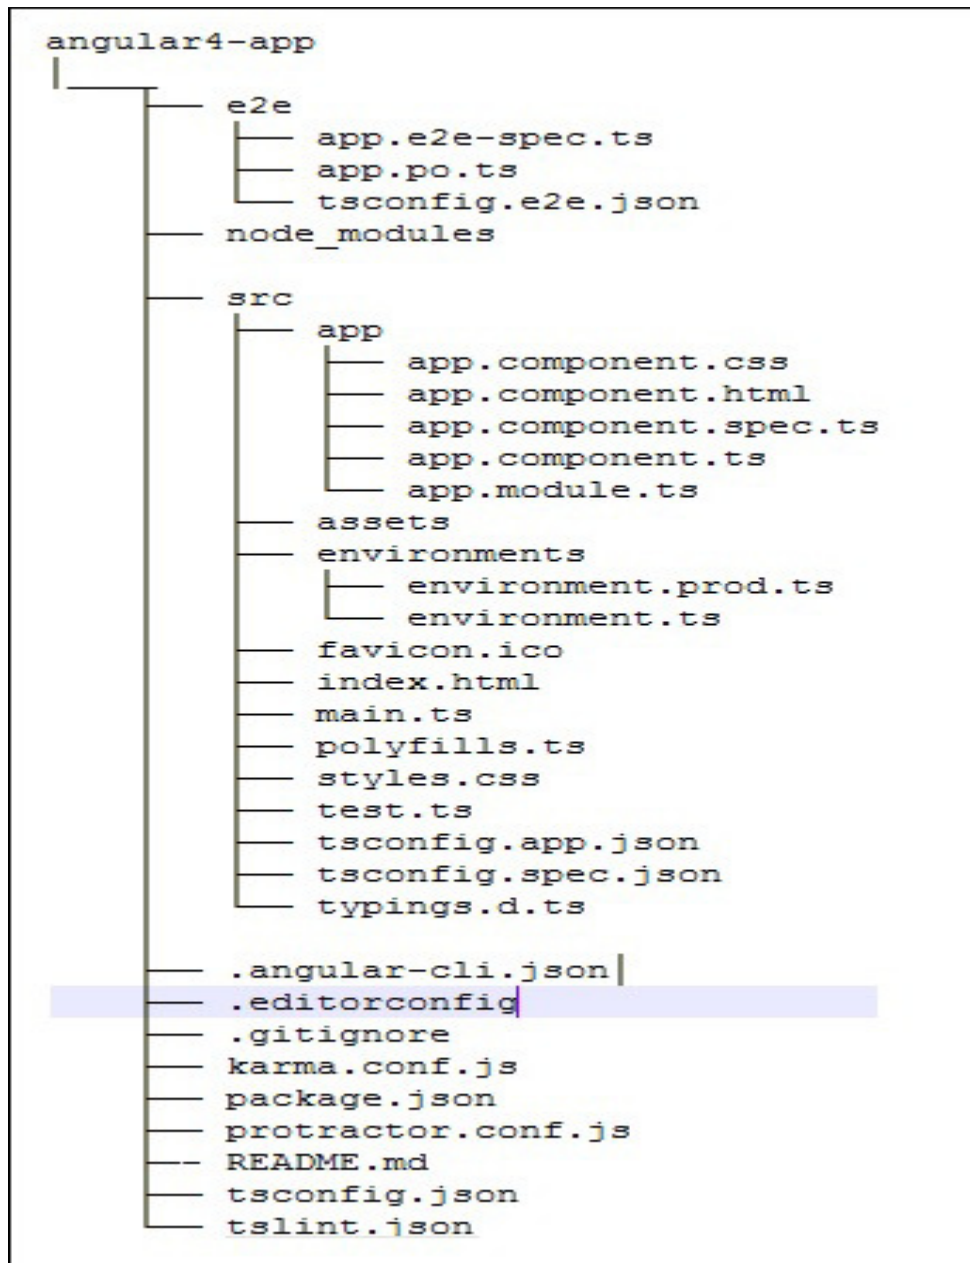 angular4-app
e2e
app.e2e-spec.ts
app.po.ts
tsconfig.e2e.json
node_modules
src
app
app.component.css
app.component.html
app.component.spec.ts
app.component.ts
app.module.ts
assets
environments
environment.prod.ts
environment.ts
favicon.ico
index.html
main.ts
polyfills.ts
styles.css
test.ts
tsconfig.app.json
tsconfig.spec.json
typings.d.ts
.angular-cli.json
.editorconfig
.gitignore
karma.conf.js
package.json
protractor.conf.js
README.md
tsconfig.json
tslint.json